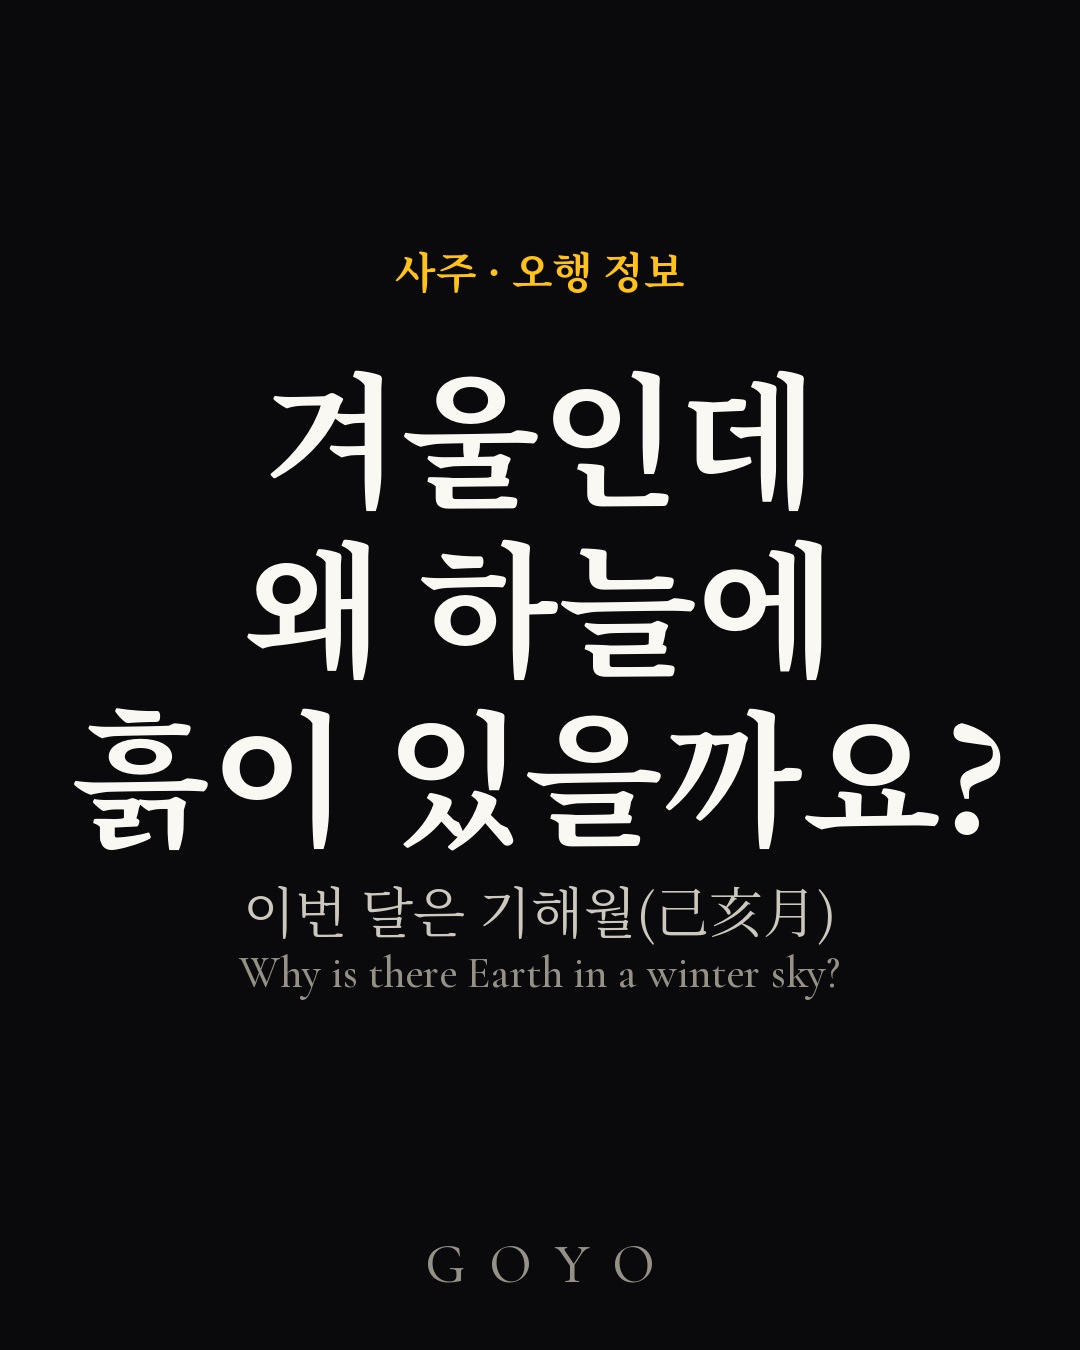 사주 · 오행 정보
겨울인데
왜 하늘에
흙이 있을까요?
이번 달은 기해월(己亥月)
Why is there Earth in a winter sky?
GOYO